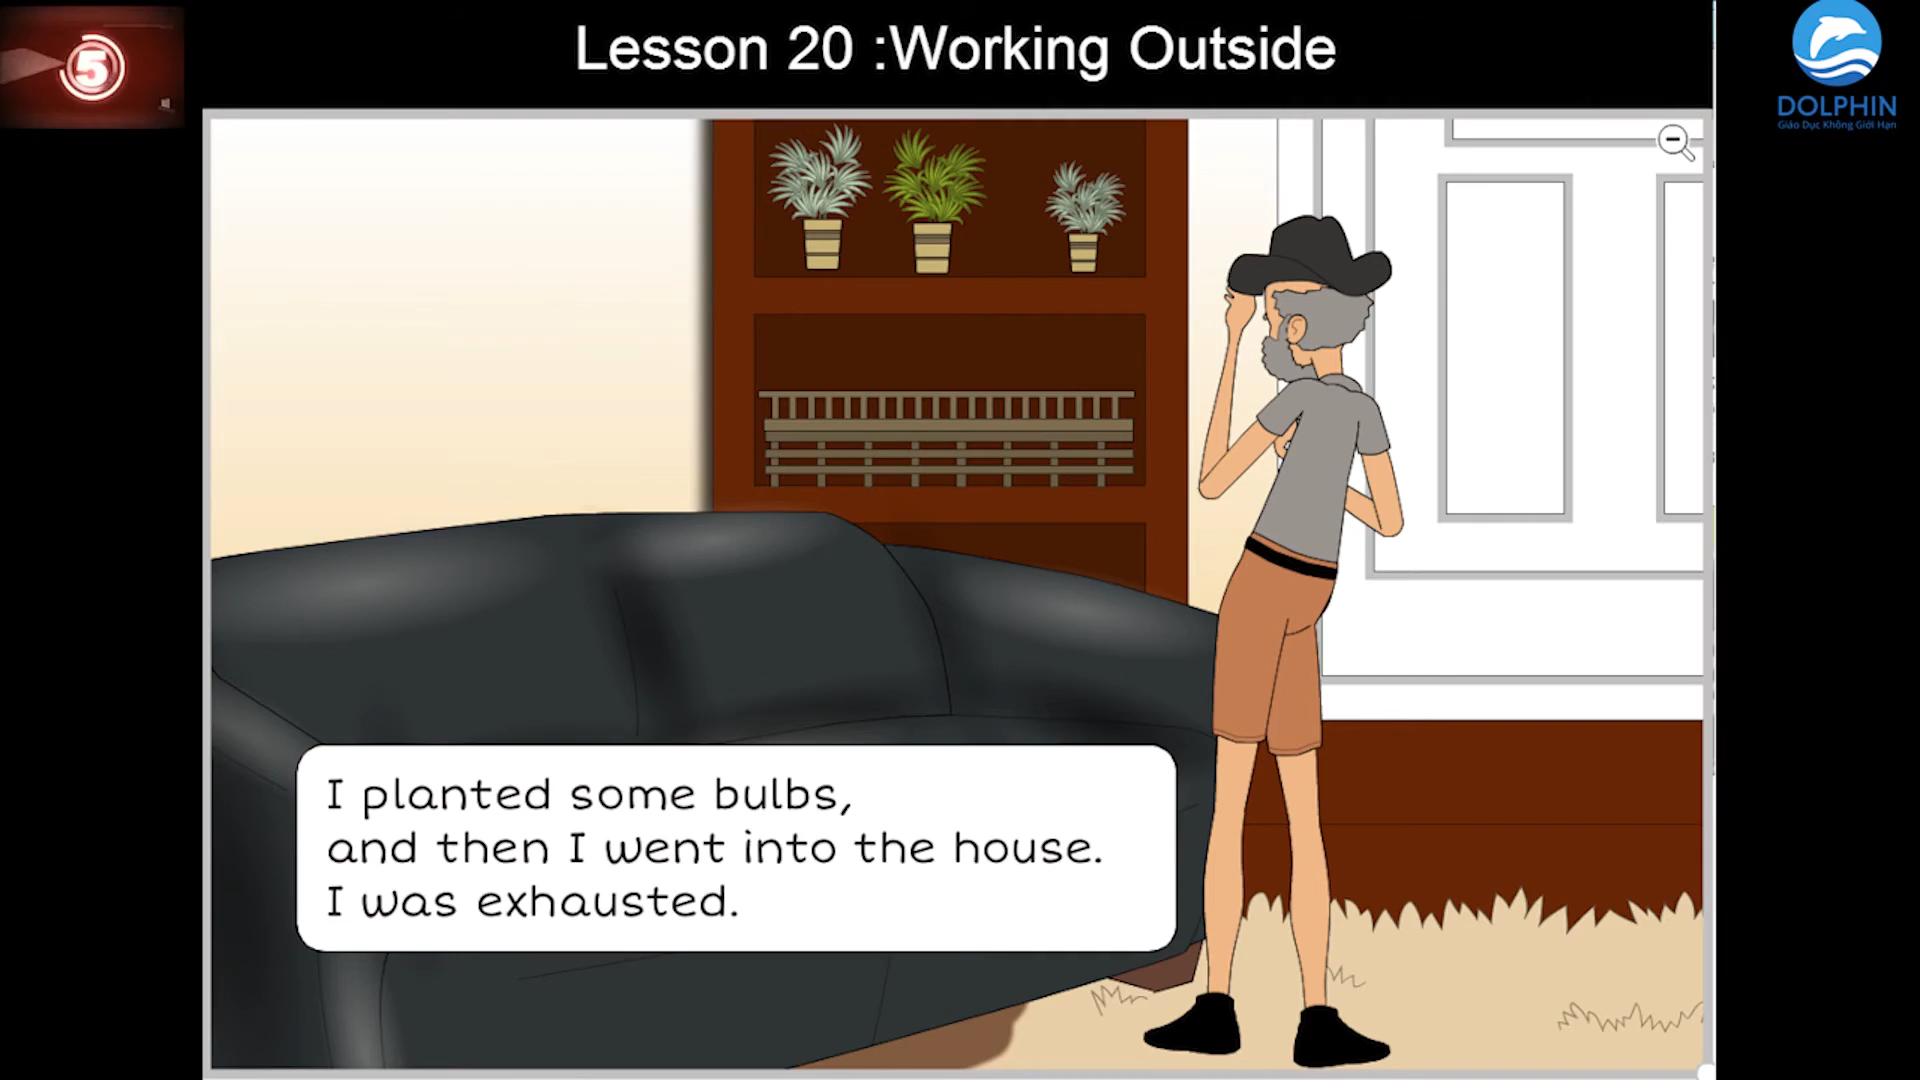 Lesson 20 :Working Outside
5
DOLPHIN
Giáo Dục Không Giới Hạn
I planted some bulbs,
and then I went into the house.
I was exhausted.